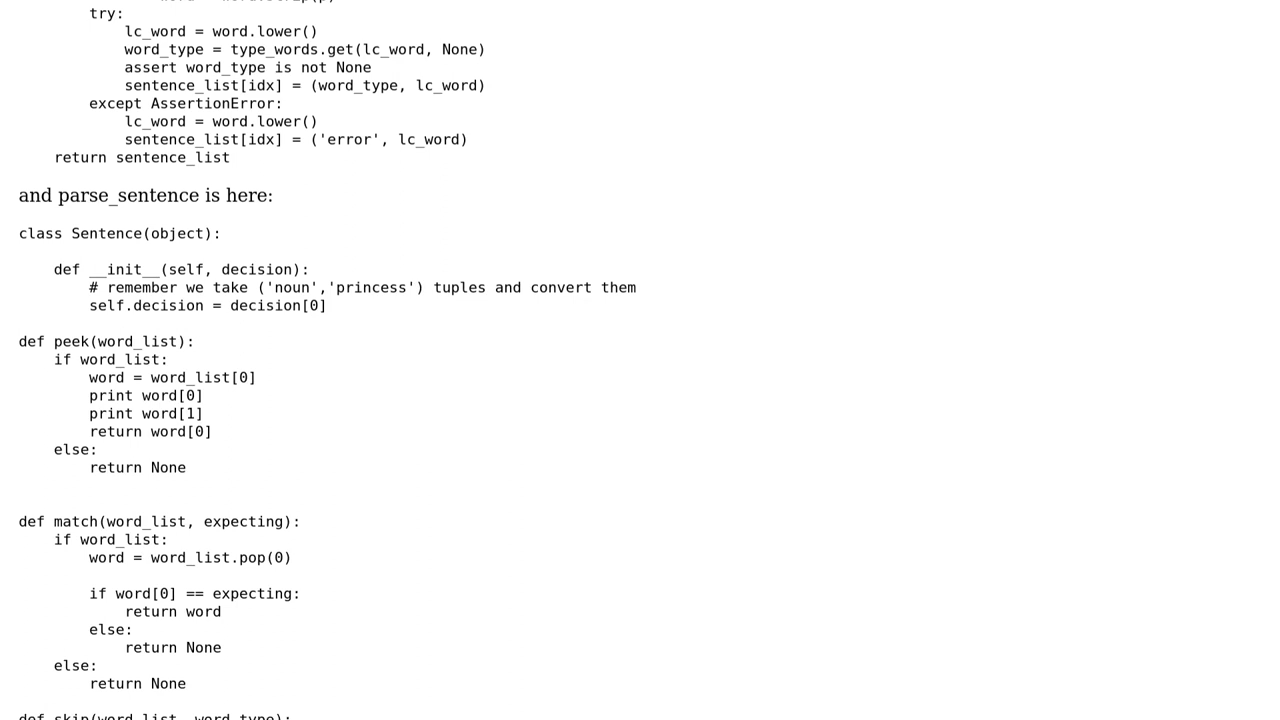 try:
lc_word = word.lower()
word_type = type_words.get(lc_word, None)
assert word_type is not None
sentence_list[idx] = (word_type, lc_word)
except AssertionError:
lc_word = word.lower()
sentence_list[idx] = ('error', lc_word)
return sentence_list
and parse_sentence is here:
class Sentence(object):
def __init__(self, decision):
# remember we take ('noun','princess') tuples and convert them
self.decision = decision[0]
def peek(word_list):
if word_list:
word = word_list[0]
print word[0]
print word[1]
return word[0]
else:
return None
def match(word_list, expecting):
if word_list:
word = word_list.pop(0)
if word[0] == expecting:
return word
else:
return None
else:
return None
def skip(word_list, word_type):